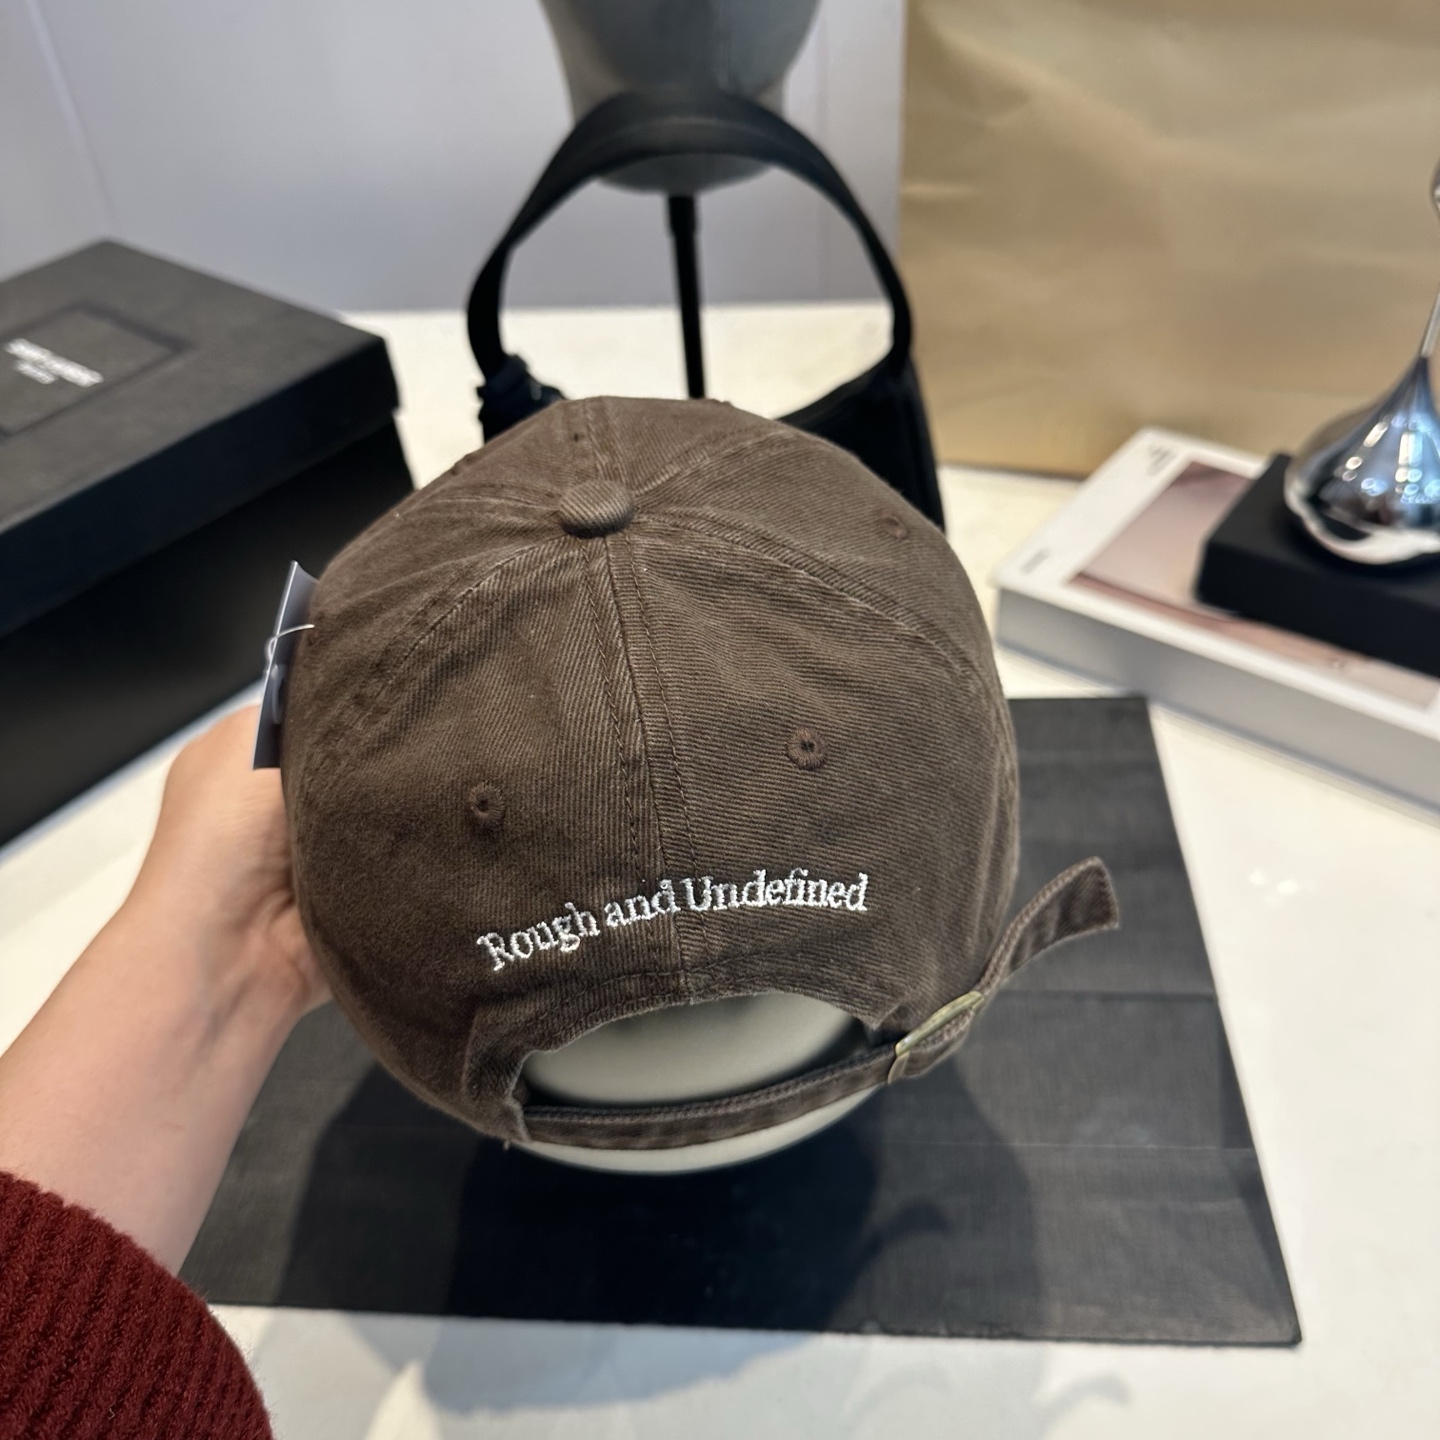 Rough and Undefined